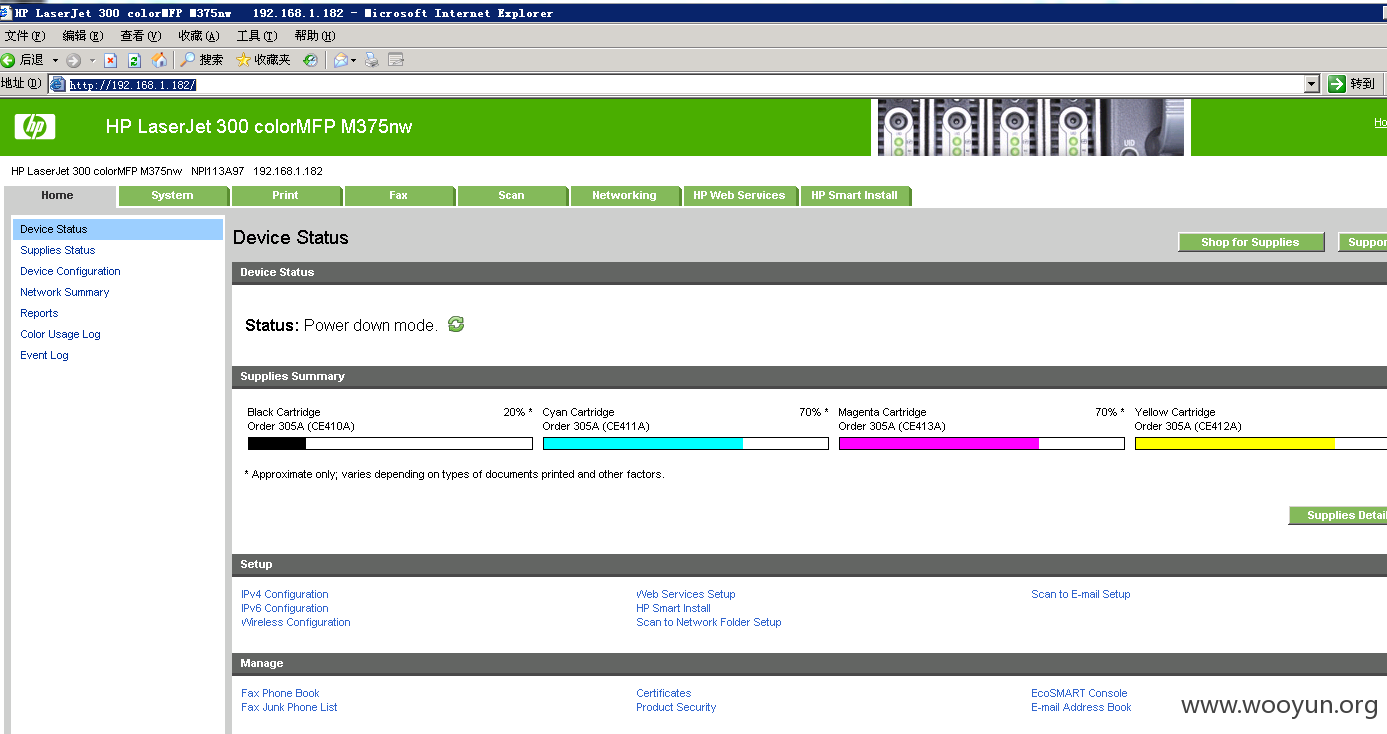 HP LaserJet 300 colorMFP M375nw   192.168.1.182 - Microsoft Internet Explorer
文件(F) 编辑(E) 查看(V) 收藏(A) 工具(T) 帮助(H)
后退 搜索 收藏夹
地址(D) http://192.168.1.182/ 转到
hp HP LaserJet 300 colorMFP M375nw UID Ho
HP LaserJet 300 colorMFP M375nw   NPI113A97   192.168.1.182
Home System Print Fax Scan Networking HP Web Services HP Smart Install
Device Status
Supplies Status
Device Configuration
Network Summary
Reports
Color Usage Log
Event Log
Device Status Shop for Supplies Suppor
Device Status
Status: Power down mode.
Supplies Summary
Black Cartridge 20% * Cyan Cartridge 70% * Magenta Cartridge 70% * Yellow Cartridge
Order 305A (CE410A) Order 305A (CE411A) Order 305A (CE413A) Order 305A (CE412A)
* Approximate only; varies depending on types of documents printed and other factors.
Supplies Detai
Setup
IPv4 Configuration Web Services Setup Scan to E-mail Setup
IPv6 Configuration HP Smart Install
Wireless Configuration Scan to Network Folder Setup
Manage
Fax Phone Book Certificates EcoSMART Console
Fax Junk Phone List Product Security E-mail Address Book
www.wooyun.org